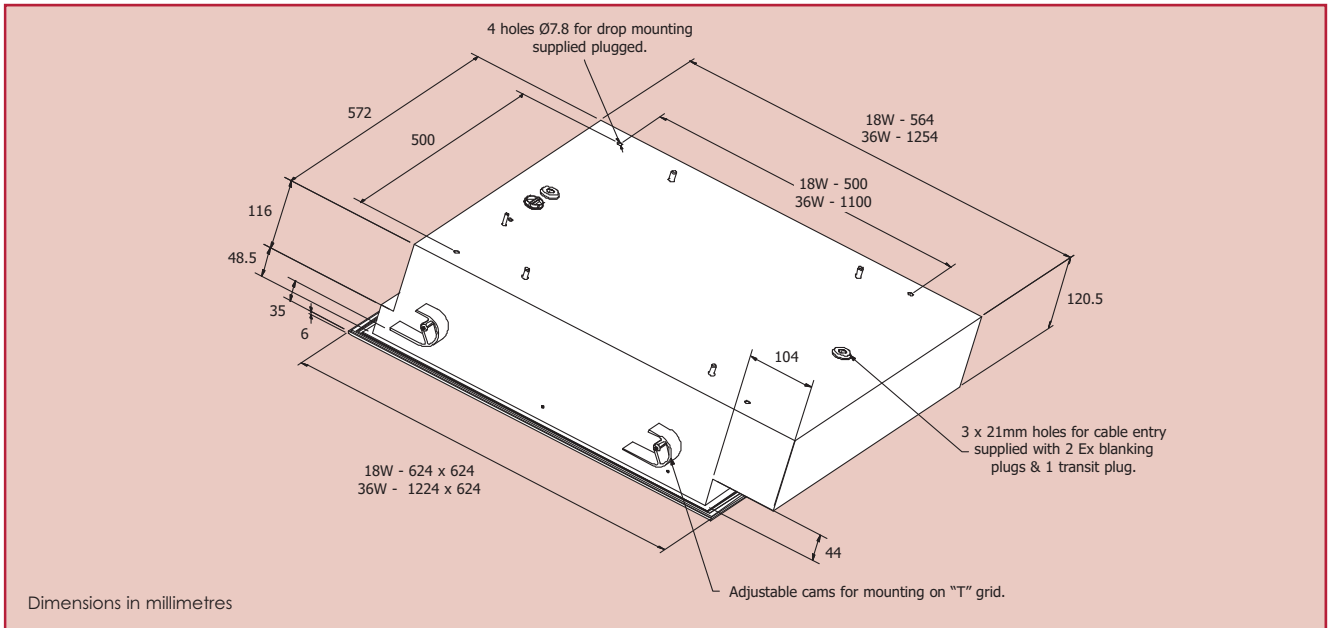 4 holes Ø7.8 for drop mounting
supplied plugged.
572
500
18W - 564
36W - 1254
18W - 500
36W - 1100
116
48.5
35
6
120.5
104
3 x 21mm holes for cable entry
supplied with 2 Ex blanking
plugs & 1 transit plug.
18W - 624 x 624
36W - 1224 x 624
44
Adjustable cams for mounting on “T” grid.
Dimensions in millimetres